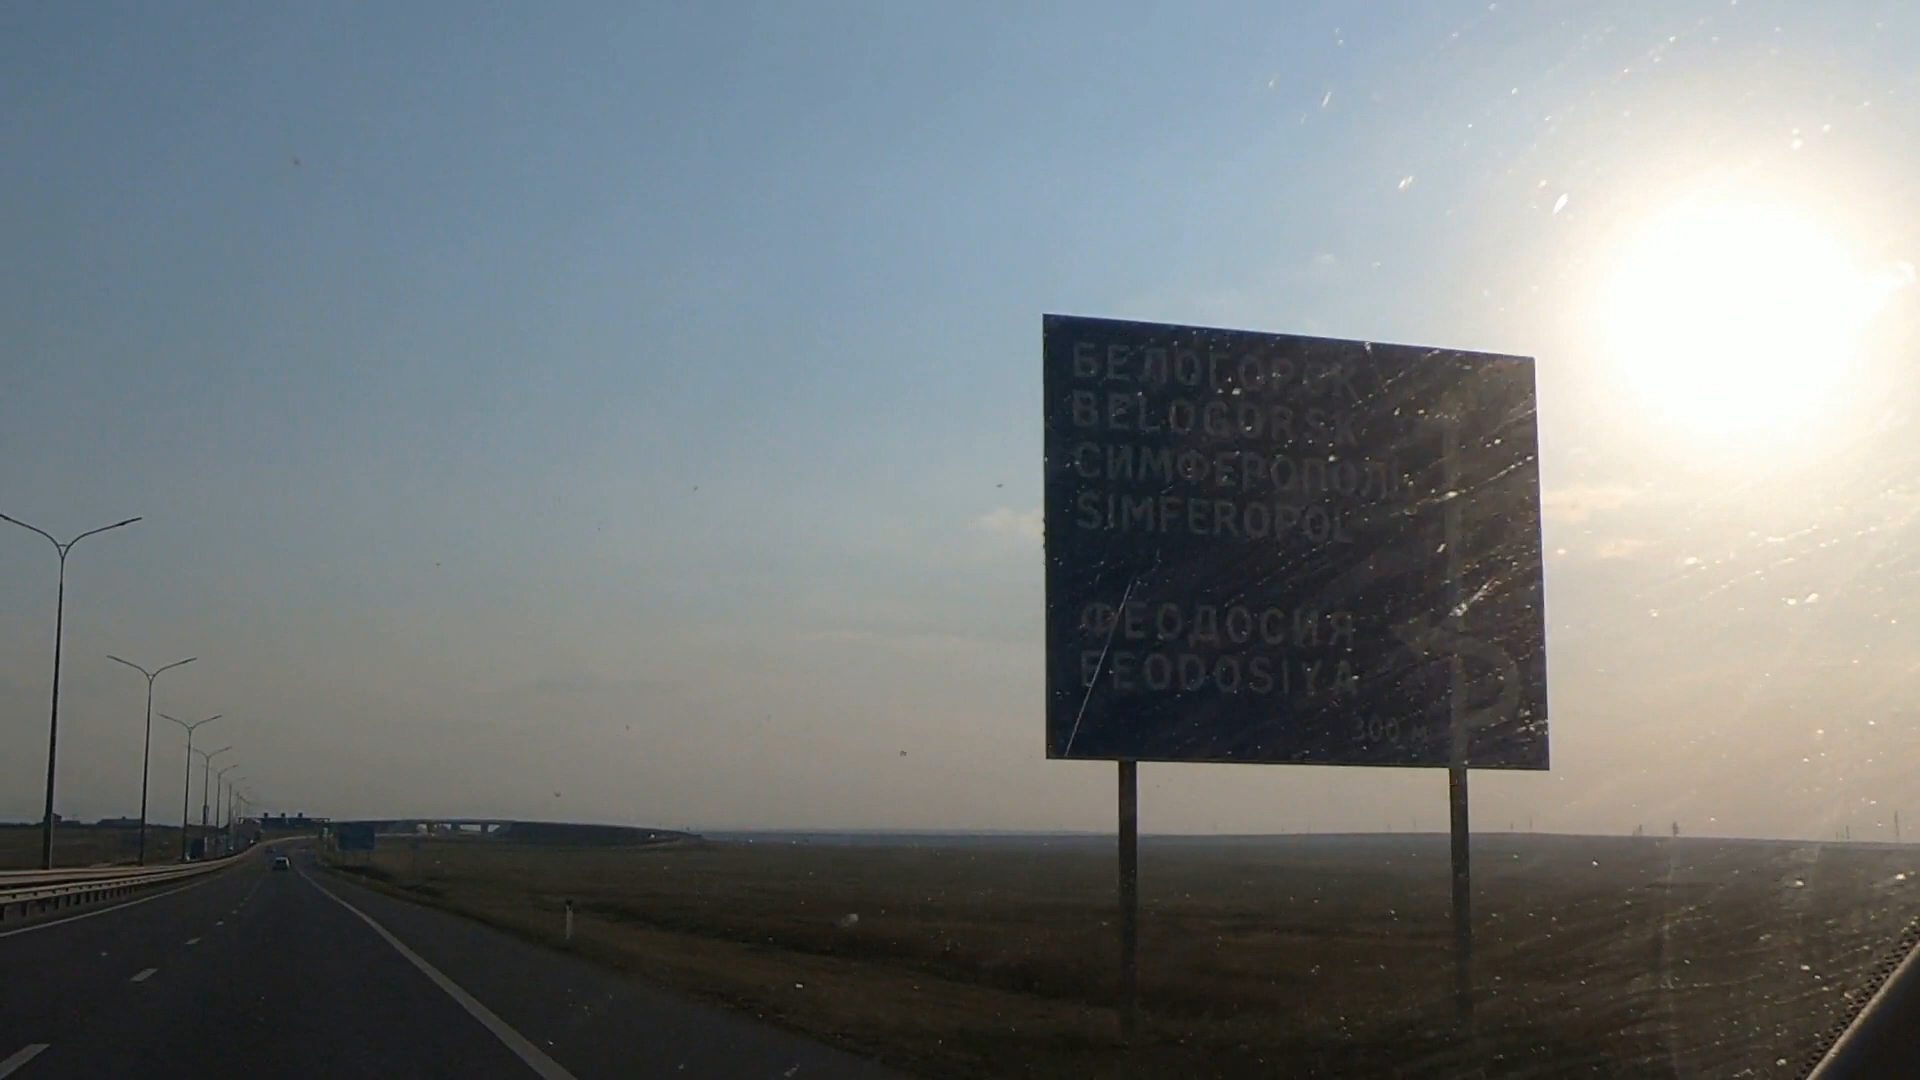 БЕЛОГОРСК
BELOGORSK
СИМФЕРОПОЛЬ
SIMFEROPOL
ФЕОДОСИЯ
FEODOSIYA
300 м